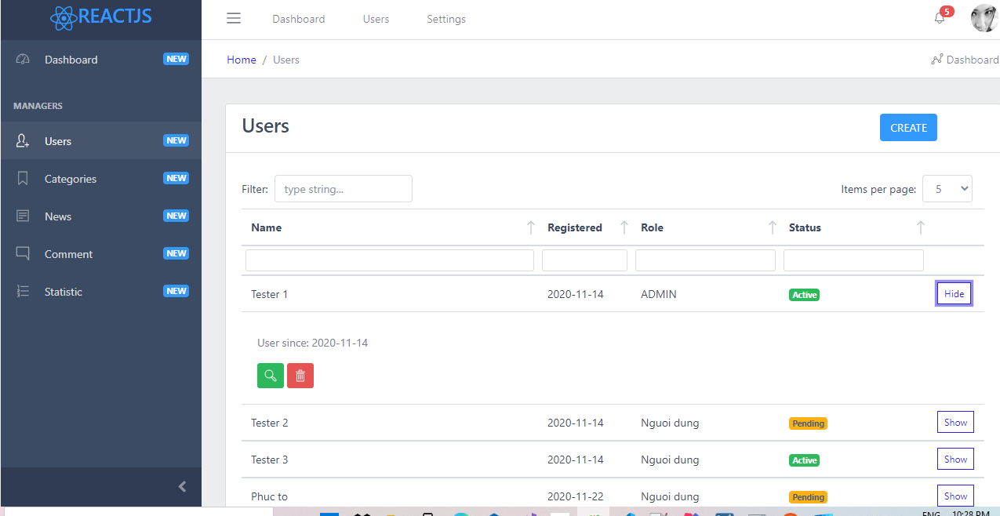 REACTJS
Dashboard Users Settings 5
Dashboard NEW
Home / Users Dashboard
MANAGERS
Users NEW
Categories NEW
News NEW
Comment NEW
Statistic NEW
Users CREATE
Filter: type string... Items per page: 5
Name Registered Role Status
Tester 1 2020-11-14 ADMIN Active Hide
User since: 2020-11-14
Tester 2 2020-11-14 Nguoi dung Pending Show
Tester 3 2020-11-14 Nguoi dung Active Show
Phuc to 2020-11-22 Nguoi dung Pending Show
ENG 10:28 PM